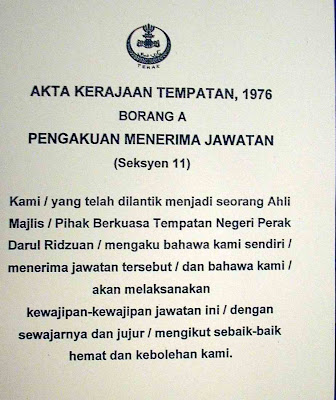 PERAK
AKTA KERAJAAN TEMPATAN, 1976
BORANG A
PENGAKUAN MENERIMA JAWATAN
(Seksyen 11)
Kami / yang telah dilantik menjadi seorang Ahli
Majlis / Pihak Berkuasa Tempatan Negeri Perak
Darul Ridzuan / mengaku bahawa kami sendiri /
menerima jawatan tersebut / dan bahawa kami /
akan melaksanakan
kewajipan-kewajipan jawatan ini / dengan
sewajarnya dan jujur / mengikut sebaik-baik
hemat dan kebolehan kami.